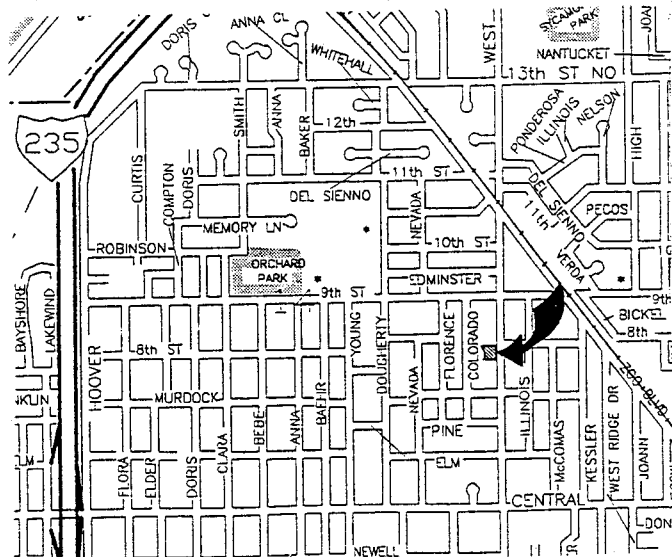 DORIS
ANNA CL
WHITEHALL
WEST
PARK
JOAN
NANTUCKET
13th ST NO
235
SMITH
ANNA
BAKER
12th
PONDEROSA
ILLINOIS
NELSON
HIGH
CURTIS
COMPTON
DORIS
DEL SIENNO
11th ST
NEVADA
DEL SIENNO
11th
PECOS
MEMORY LN
ROBINSON
10th ST
VERDA
ORCHARD
PARK
EDMINSTER
9th ST
9th
BAYSHORE
LAKEWIND
HOOVER
8th ST
YOUNG
DOUGHERTY
FLORENCE
COLORADO
BICKEL
8th
ZOO BLVD
MURDOCK
NEVADA
ILLINOIS
KESSLER
WEST RIDGE DR
JOANN
FLORA
ELDER
DORIS
CLARA
BEBE
ANNA
BAEHR
PINE
ELM
McCOMAS
CENTRAL
NEWELL
DON